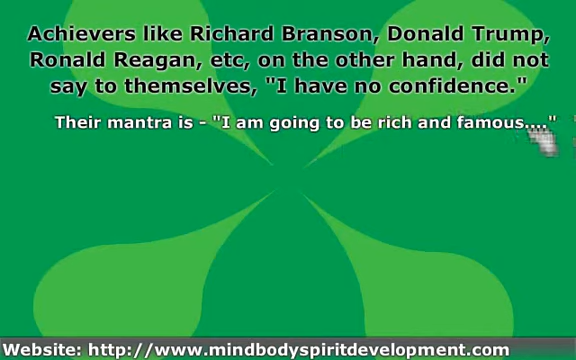 Achievers like Richard Branson, Donald Trump,
Ronald Reagan, etc, on the other hand, did not
say to themselves, "I have no confidence."
Their mantra is - "I am going to be rich and famous...."
Website: http://www.mindbodyspiritdevelopment.com